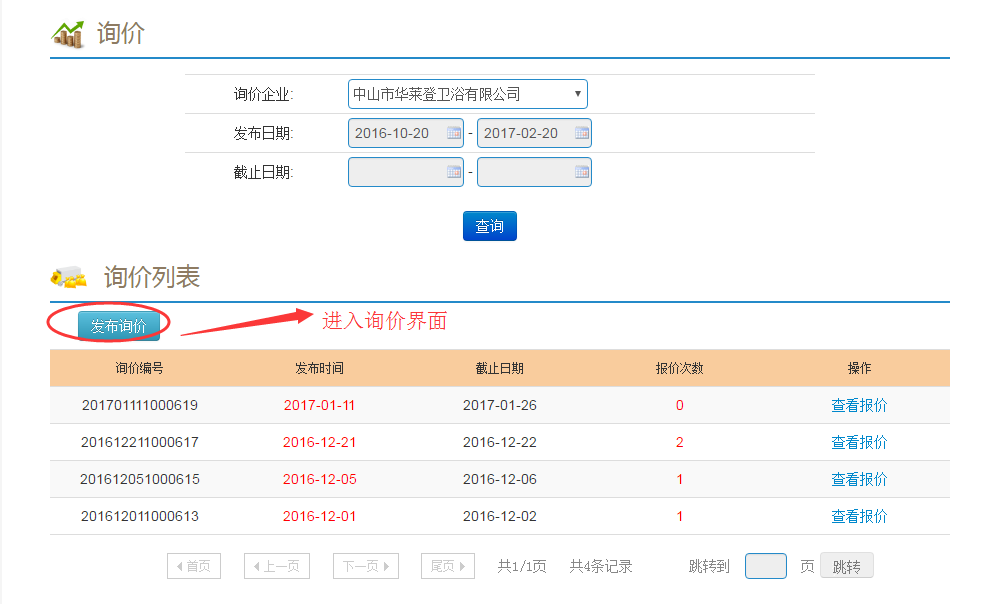 询价
询价企业: 中山市华莱登卫浴有限公司
发布日期: 2016-10-20 - 2017-02-20
截止日期: -
查询
询价列表
发布询价 进入询价界面
询价编号 发布时间 截止日期 报价次数 操作
201701111000619 2017-01-11 2017-01-26 0 查看报价
201612211000617 2016-12-21 2016-12-22 2 查看报价
201612051000615 2016-12-05 2016-12-06 1 查看报价
201612011000613 2016-12-01 2016-12-02 1 查看报价
首页 上一页 下一页 尾页 共1/1页 共4条记录 跳转到 页 跳转